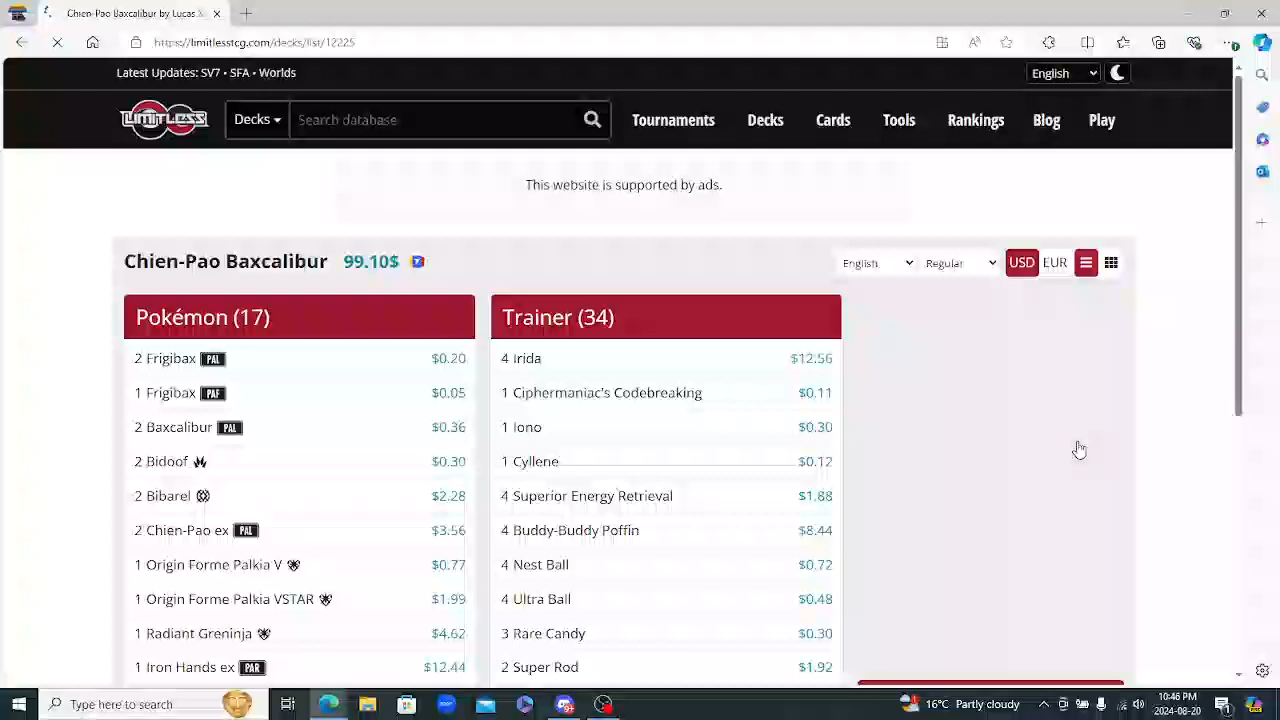 Chien-Pao Baxcalibur by Lucas X
https://limitlesstcg.com/decks/list/12225
Latest Updates: SV7 • SFA • Worlds
English
LIMITLESS
Decks
Search database
Tournaments
Decks
Cards
Tools
Rankings
Blog
Play
This website is supported by ads.
Chien-Pao Baxcalibur 99.10$
English
Regular
USD
EUR
Pokémon (17)
2 Frigibax PAL $0.20
1 Frigibax PAF $0.05
2 Baxcalibur PAL $0.36
2 Bidoof $0.30
2 Bibarel $2.28
2 Chien-Pao ex PAL $3.56
1 Origin Forme Palkia V $0.77
1 Origin Forme Palkia VSTAR $1.99
1 Radiant Greninja $4.62
1 Iron Hands ex PAR $12.44
Trainer (34)
4 Irida $12.56
1 Ciphermaniac's Codebreaking $0.11
1 Iono $0.30
1 Cyllene $0.12
4 Superior Energy Retrieval $1.88
4 Buddy-Buddy Poffin $8.44
4 Nest Ball $0.72
4 Ultra Ball $0.48
3 Rare Candy $0.30
2 Super Rod $1.92
Type here to search
16°C Partly cloudy
10:46 PM
2024-08-20